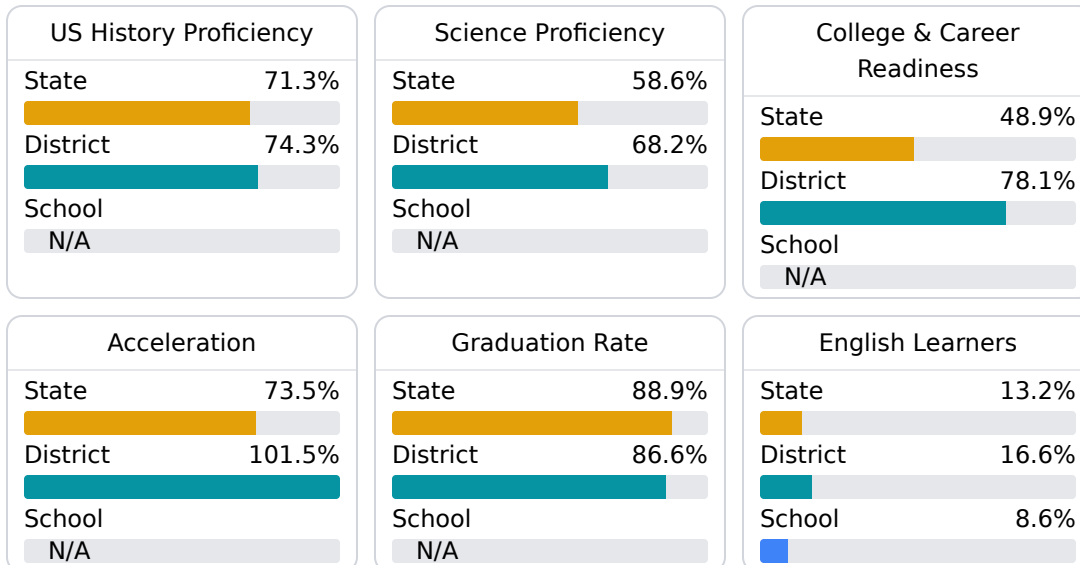 US History Proficiency
State 71.3%
District 74.3%
School
N/A
Science Proficiency
State 58.6%
District 68.2%
School
N/A
College & Career
Readiness
State 48.9%
District 78.1%
School
N/A
Acceleration
State 73.5%
District 101.5%
School
N/A
Graduation Rate
State 88.9%
District 86.6%
School
N/A
English Learners
State 13.2%
District 16.6%
School 8.6%